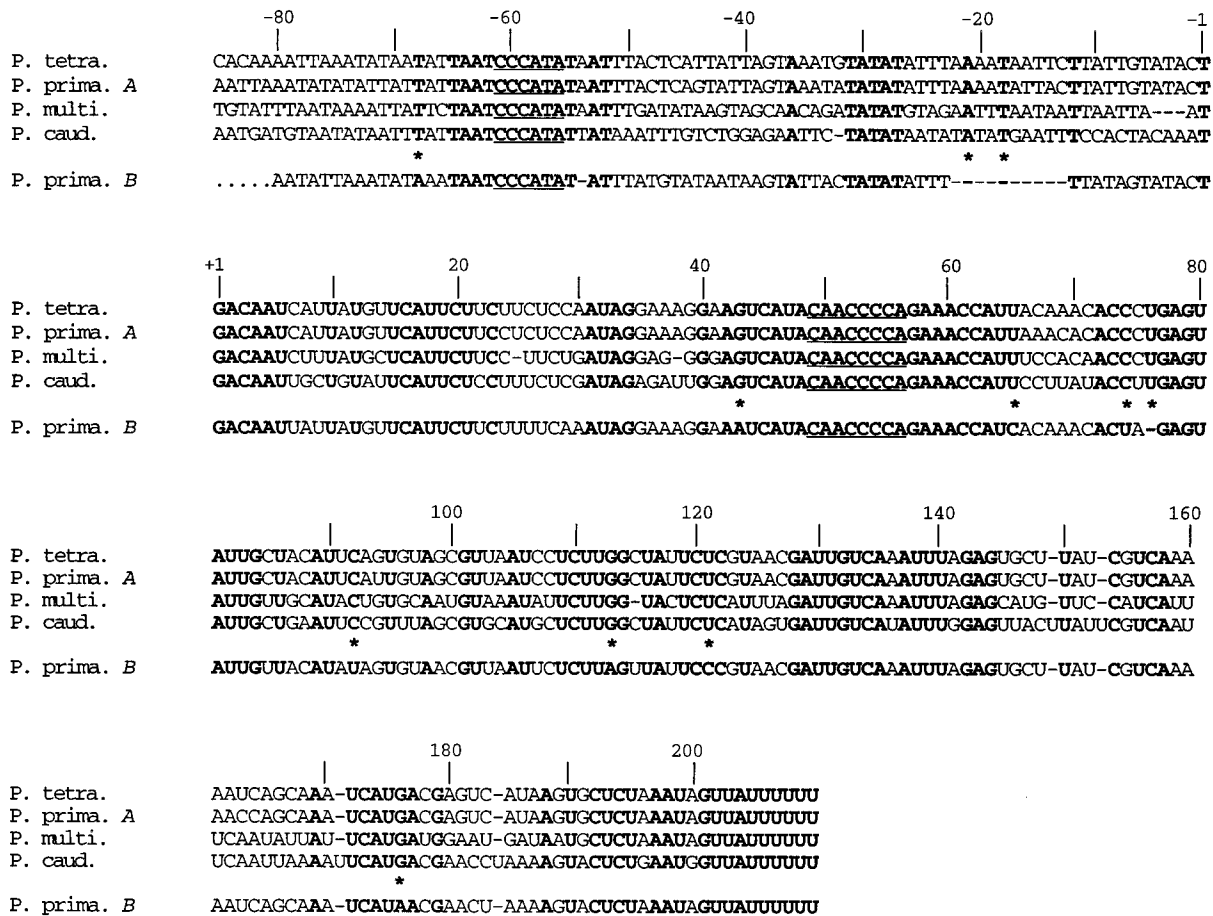 -80 -60 -40 -20 -1
P. tetra. CACAAAATTAAATATAATATTAATCCCATATAATTTACTCATTATTAGTAAATGTATATATTTAAAATAATTCTTATTGTATACT
P. prima. A AATTAAATATATATTATTATTAATCCCATATAATTTACTCAGTATTAGTAAATATATATATTTAAAATATTACTTATTGTATACT
P. multi. TGTATTTAATAAAATTATTCTTAATCCCATATAATTTGATATAAGTAGCAACAGATATATGTAGAATTTAATAATTAATTA---AT
P. caud. AATGATGTAATATAATTTATTAATCCCATATTATAAATTTGTCTGGAGAATTC-TATATAATATATATGAATTTCCACTACAAAT
* * *
P. prima. B .....AATATTAAATATAAATAATCCCATAT-ATTTATGTATAATAAGTATTACTATATATTT----------TTATAGTATACT
+1 20 40 60 80
P. tetra. GACAAUCAUUAUGUUCAUUCUUCUUCUCCAAUAGGAAAGGAAGUCAUACAACCCCAGAAACCAUUACAAACACCCUGAGU
P. prima. A GACAAUCAUUAUGUUCAUUCUUCCUUCUCCAAUAGGAAAGGAAGUCAUACAACCCCAGAAACCAUUAAACACACCCUGAGU
P. multi. GACAAUCUUUAUGCUCAUUCUUCC-UUCUGAUAGGAG-GGGAGUCAUACAACCCCAGAAACCAUUUCCACAACCCUGAGU
P. caud. GACAAUUGCUGUAUUCAUUCUCCUUUCUCGAUAGAGAUUGGAGUCAUACAACCCCAGAAACCAUUCCUUAUACCUUGAGU
* * * *
P. prima. B GACAAUUAUUAUGUUCAUUCUUCUUUUCAAAUAGGAAAGGAAAUCAUACAACCCCAGAAACCAUCACAAACACUA-GAGU
100 120 140 160
P. tetra. AUUGCUACAUUCAGUGUAGCGUUAAUCCUCUUGGCUAUUCUCGUAACGAUUGUCAAAUUUAGAGUGCU-UAU-CGUCAAA
P. prima. A AUUGCUACAUUCAUUGUAGCGUUAAUCCUCUUGGCUAUUCUCGUAACGAUUGUCAAAUUUAGAGUGCU-UAU-CGUCAAA
P. multi. AUUGUUGCAUACUGUGCAAUGUAAAUAUUCUUGG-UACUCUCAUUUAGAUUGUCAAAUUUAGAGCAUG-UUC-CAUCAUU
P. caud. AUUGCUGAAUUCCGUUUAGCGUGCAUGCUCUUGGCUAUUCUCAUAGUGAUUGUCAUAUUUGGAGUUACUUAUUCGUCAAU
* * *
P. prima. B AUUGUUACAUAUAGUGUAACGUUAAUUCUCUUAGUUAUUCCCGUAACGAUUGUCAAAUUUAGAGUGCU-UAU-CGUCAAA
180 200
P. tetra. AAUCAGCAAA-UCAUGACGAGUC-AUAAGUGCUCUAAAUAGUUAUUUUUU
P. prima. A AACCAGCAAA-UCAUGACGAGUC-AUAAGUGCUCUAAAUAGUUAUUUUUU
P. multi. UCAAUAUUAU-UCAUGAUGGAAU-GAUAAUGCUCUAAAUAGUUAUUUUUU
P. caud. UCAAUUAAAAUUCAUGACGAACCUAAAAGUACUCUGAAUGGUUAUUUUUU
*
P. prima. B AAUCAGCAAA-UCAUAACGAACU-AAAAGUACUCUAAAUAGUUAUUUUUU